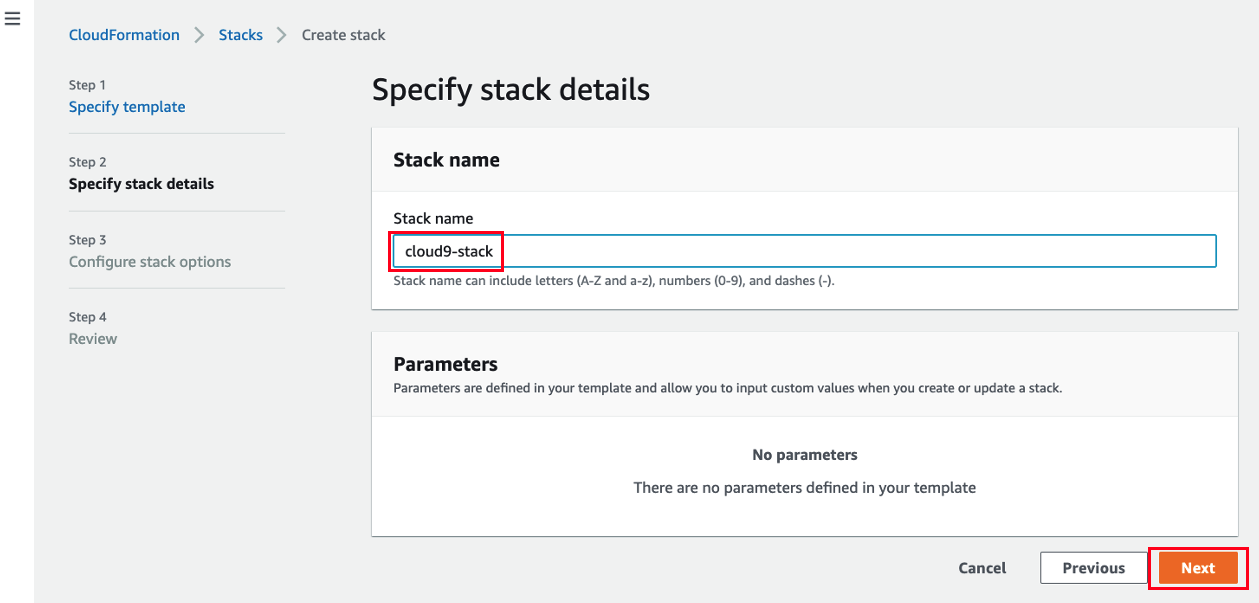 CloudFormation > Stacks > Create stack
Step 1
Specify template
Step 2
Specify stack details
Step 3
Configure stack options
Step 4
Review
Specify stack details
Stack name
Stack name
cloud9-stack
Stack name can include letters (A-Z and a-z), numbers (0-9), and dashes (-).
Parameters
Parameters are defined in your template and allow you to input custom values when you create or update a stack.
No parameters
There are no parameters defined in your template
Cancel Previous Next